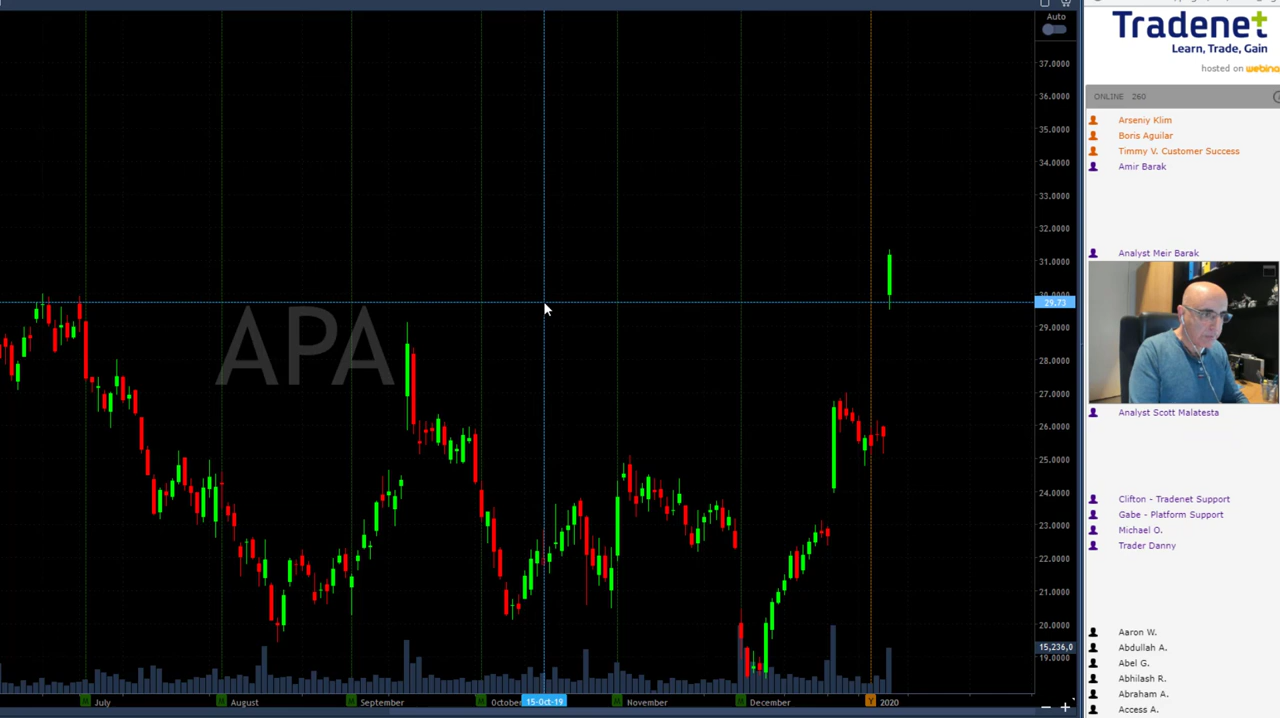 Auto
37.0000
36.0000
35.0000
34.0000
33.0000
32.0000
31.0000
29.73
29.0000
28.0000
27.0000
26.0000
25.0000
24.0000
23.0000
22.0000
21.0000
20.0000
15,236,0
19.0000
APA
July
August
September
October
15-Oct-19
November
December
Y
2020
Tradenet+
Learn, Trade, Gain
hosted on
ONLINE 260
Arseniy Klim
Boris Aguilar
Timmy V. Customer Success
Amir Barak
Analyst Meir Barak
Analyst Scott Malatesta
Clifton - Tradenet Support
Gabe - Platform Support
Michael O.
Trader Danny
Aaron W.
Abdullah A.
Abel G.
Abhilash R.
Abraham A.
Access A.